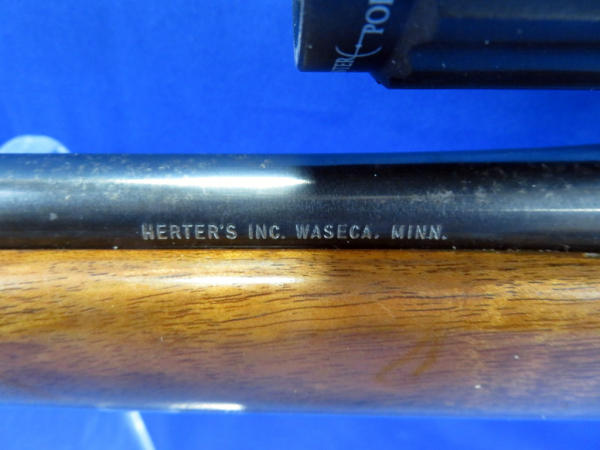 HERTER'S INC. WASECA, MINN.